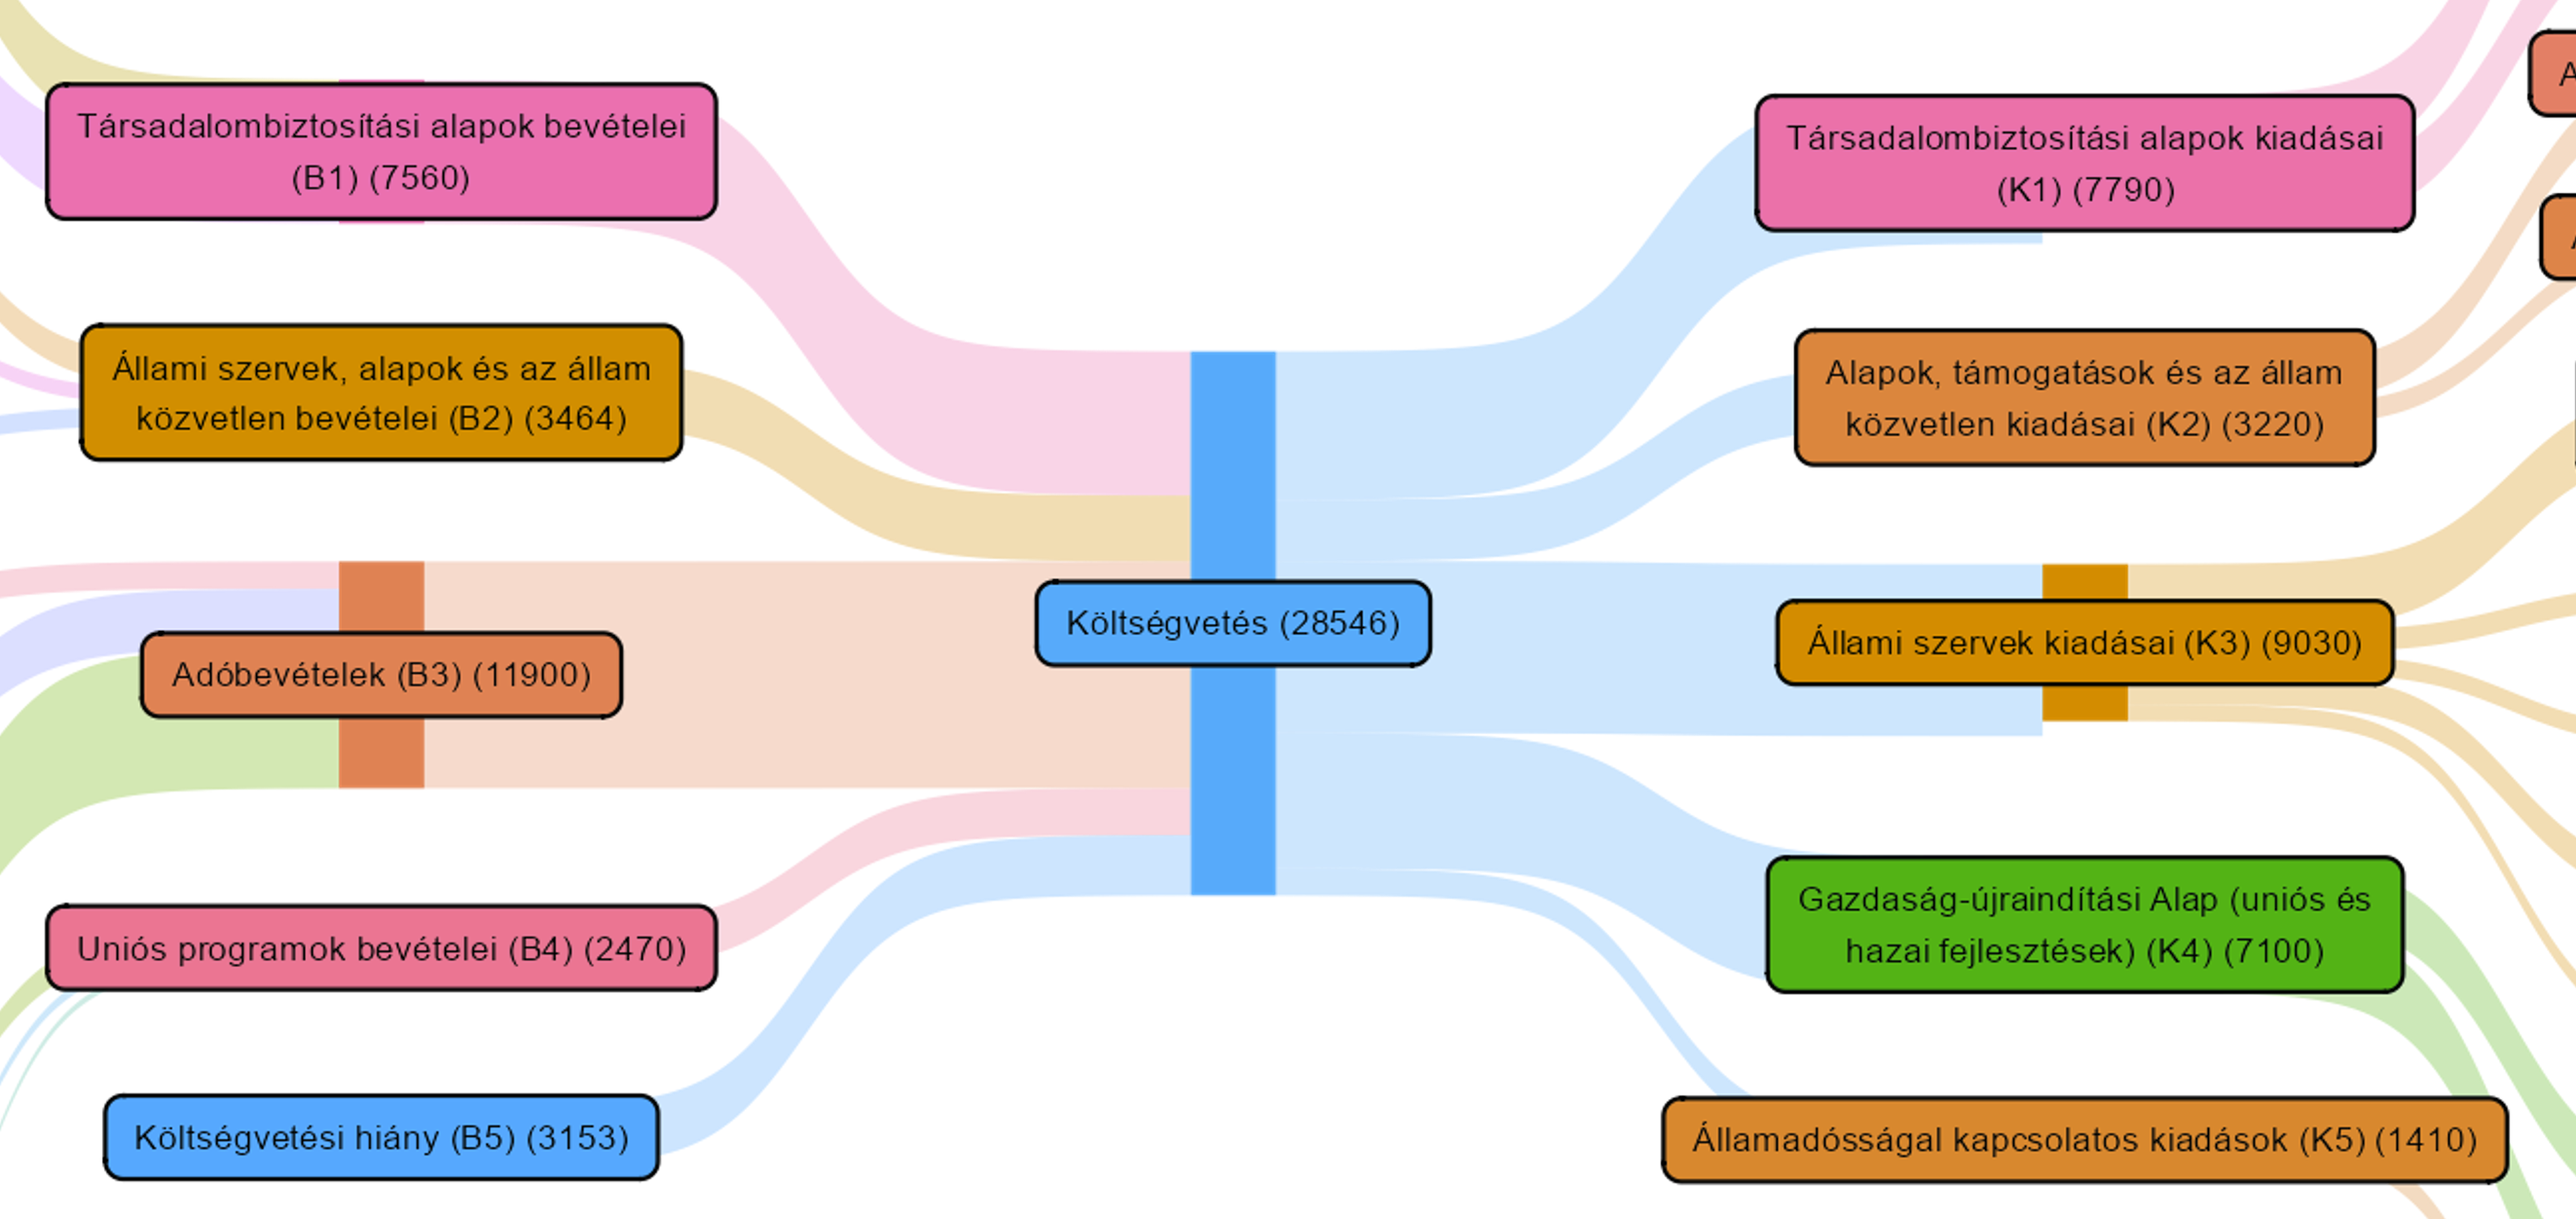 Társadalombiztosítási alapok bevételei
(B1) (7560)
Állami szervek, alapok és az állam
közvetlen bevételei (B2) (3464)
Adóbevételek (B3) (11900)
Uniós programok bevételei (B4) (2470)
Költségvetési hiány (B5) (3153)
Költségvetés (28546)
Társadalombiztosítási alapok kiadásai
(K1) (7790)
Alapok, támogatások és az állam
közvetlen kiadásai (K2) (3220)
Állami szervek kiadásai (K3) (9030)
Gazdaság-újraindítási Alap (uniós és
hazai fejlesztések) (K4) (7100)
Államadósságal kapcsolatos kiadások (K5) (1410)